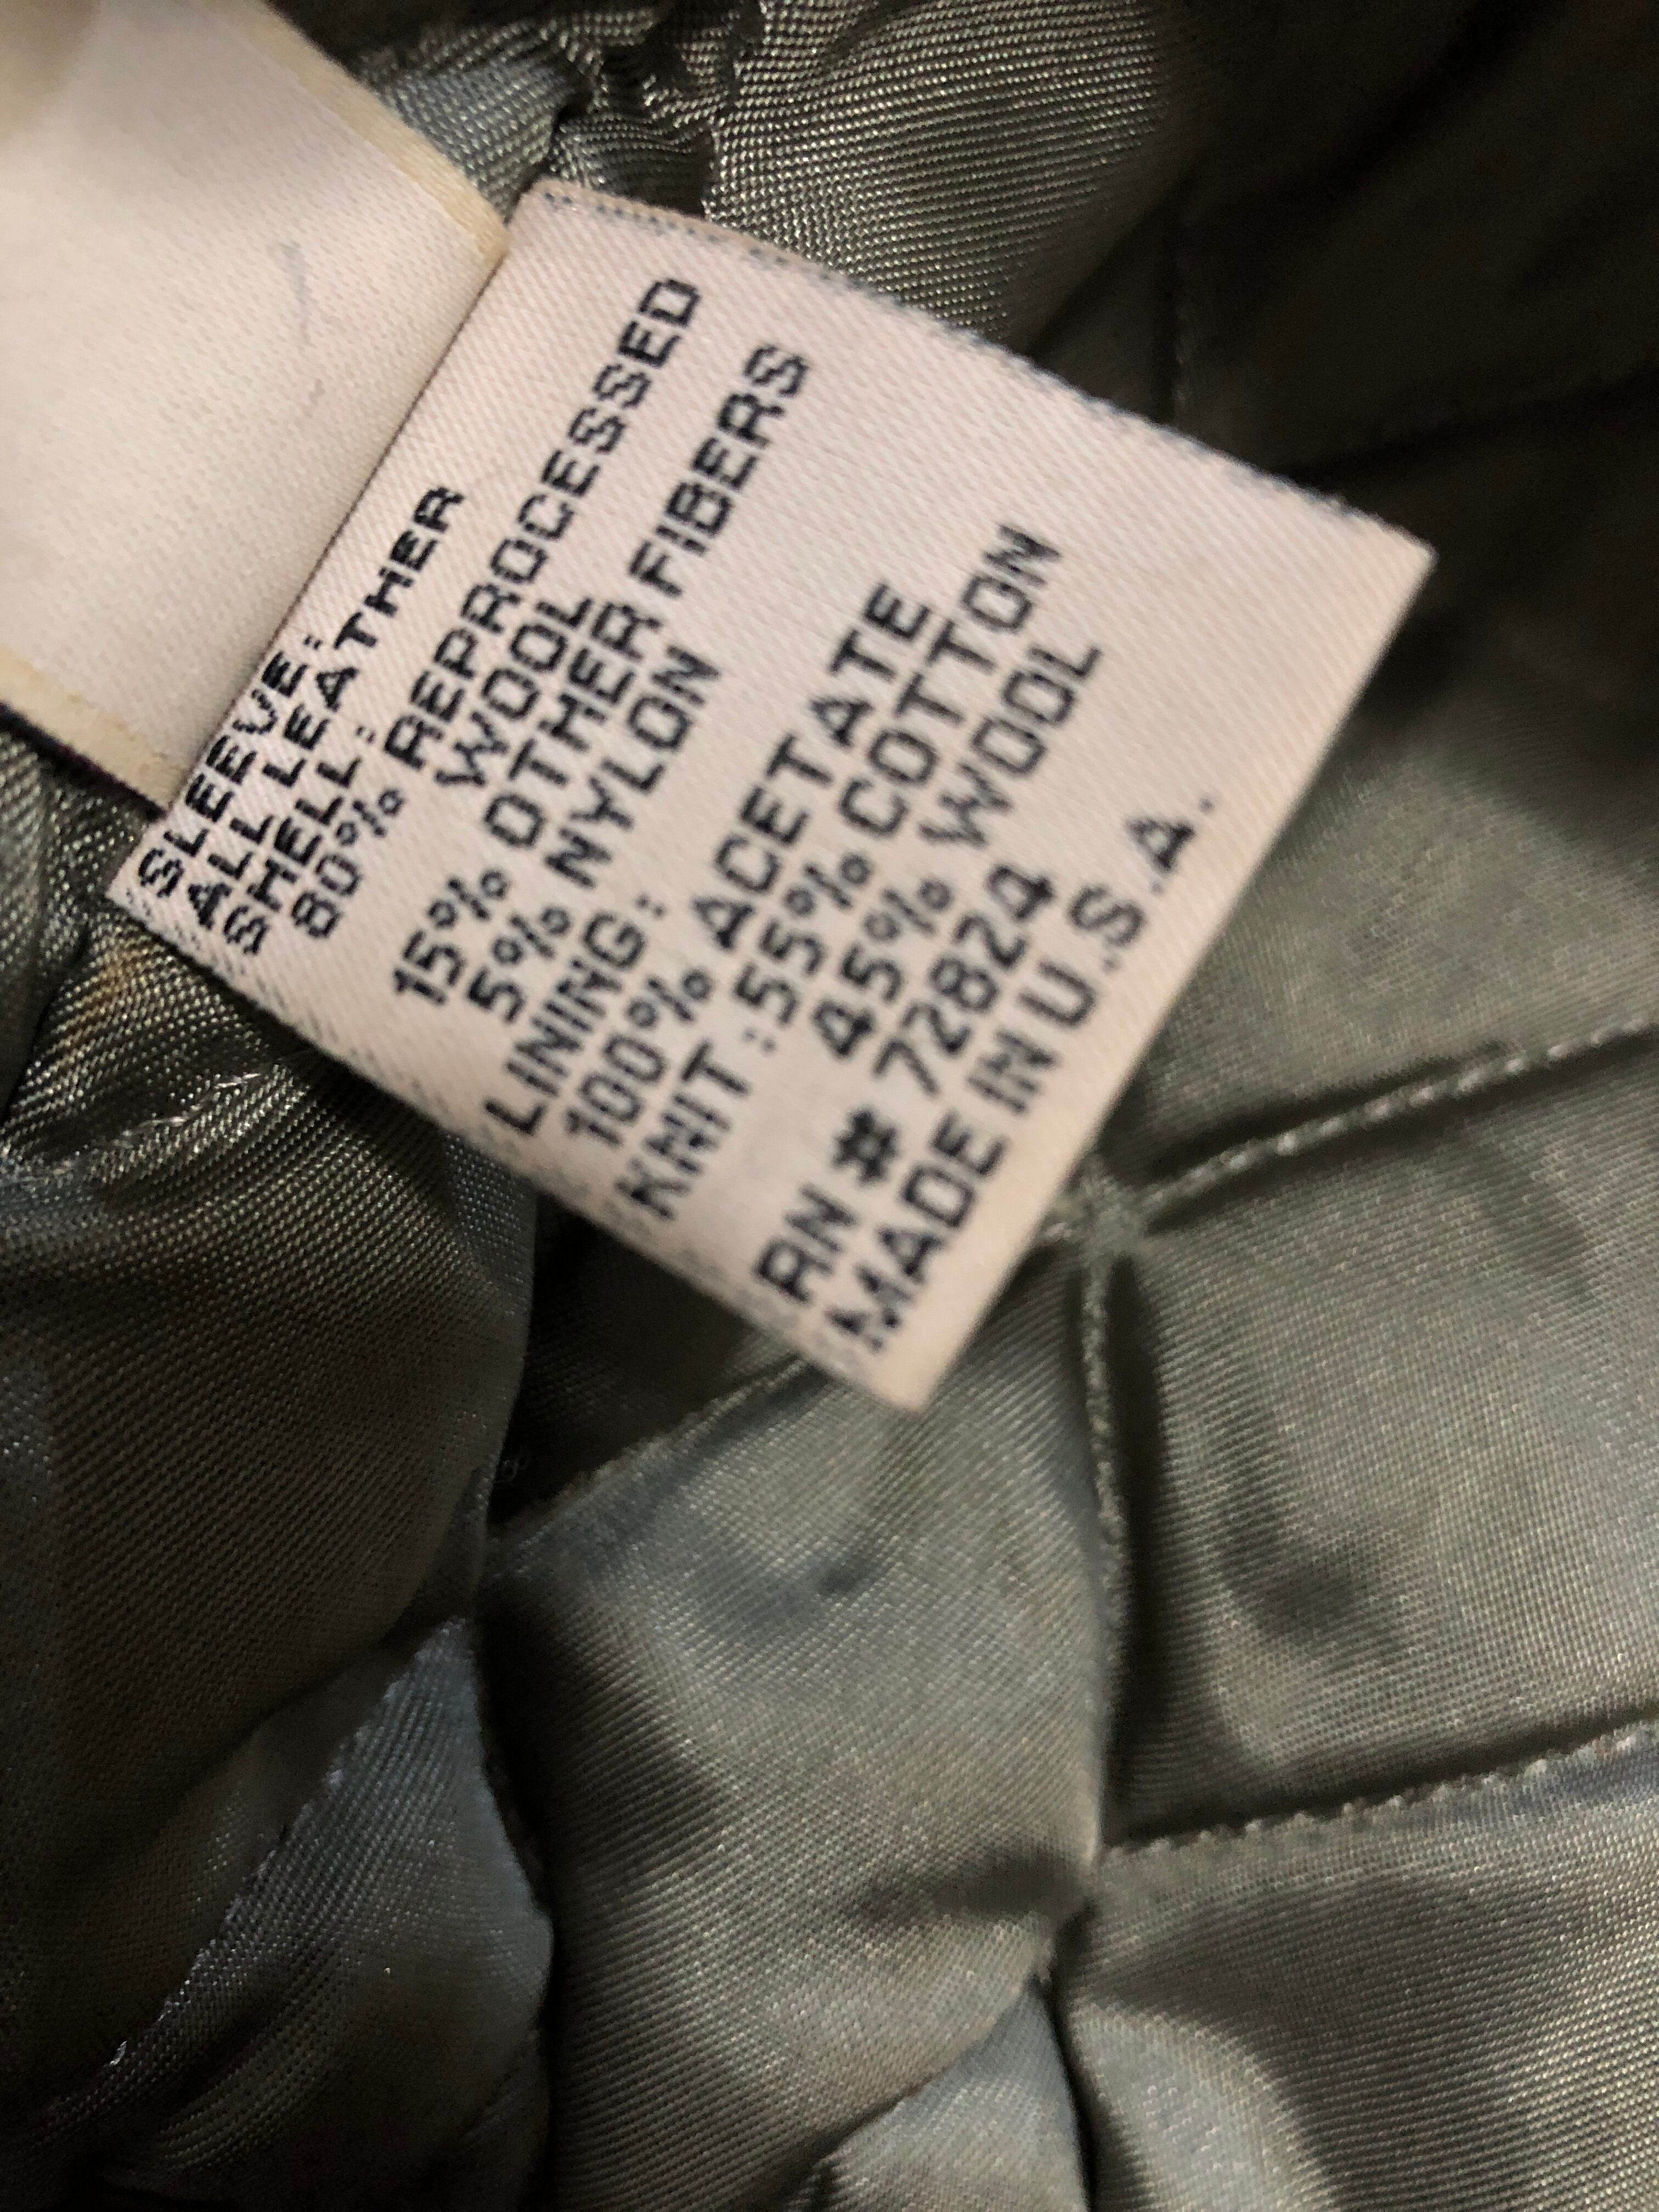 SLEEVE:
ALL LEATHER
SHELL:
80% REPROCESSED
WOOL
15% OTHER FIBERS
5% NYLON
LINING:
100% ACETATE
KNIT:55% COTTON
45% WOOL
RN # 72824
MADE IN U.S.A.